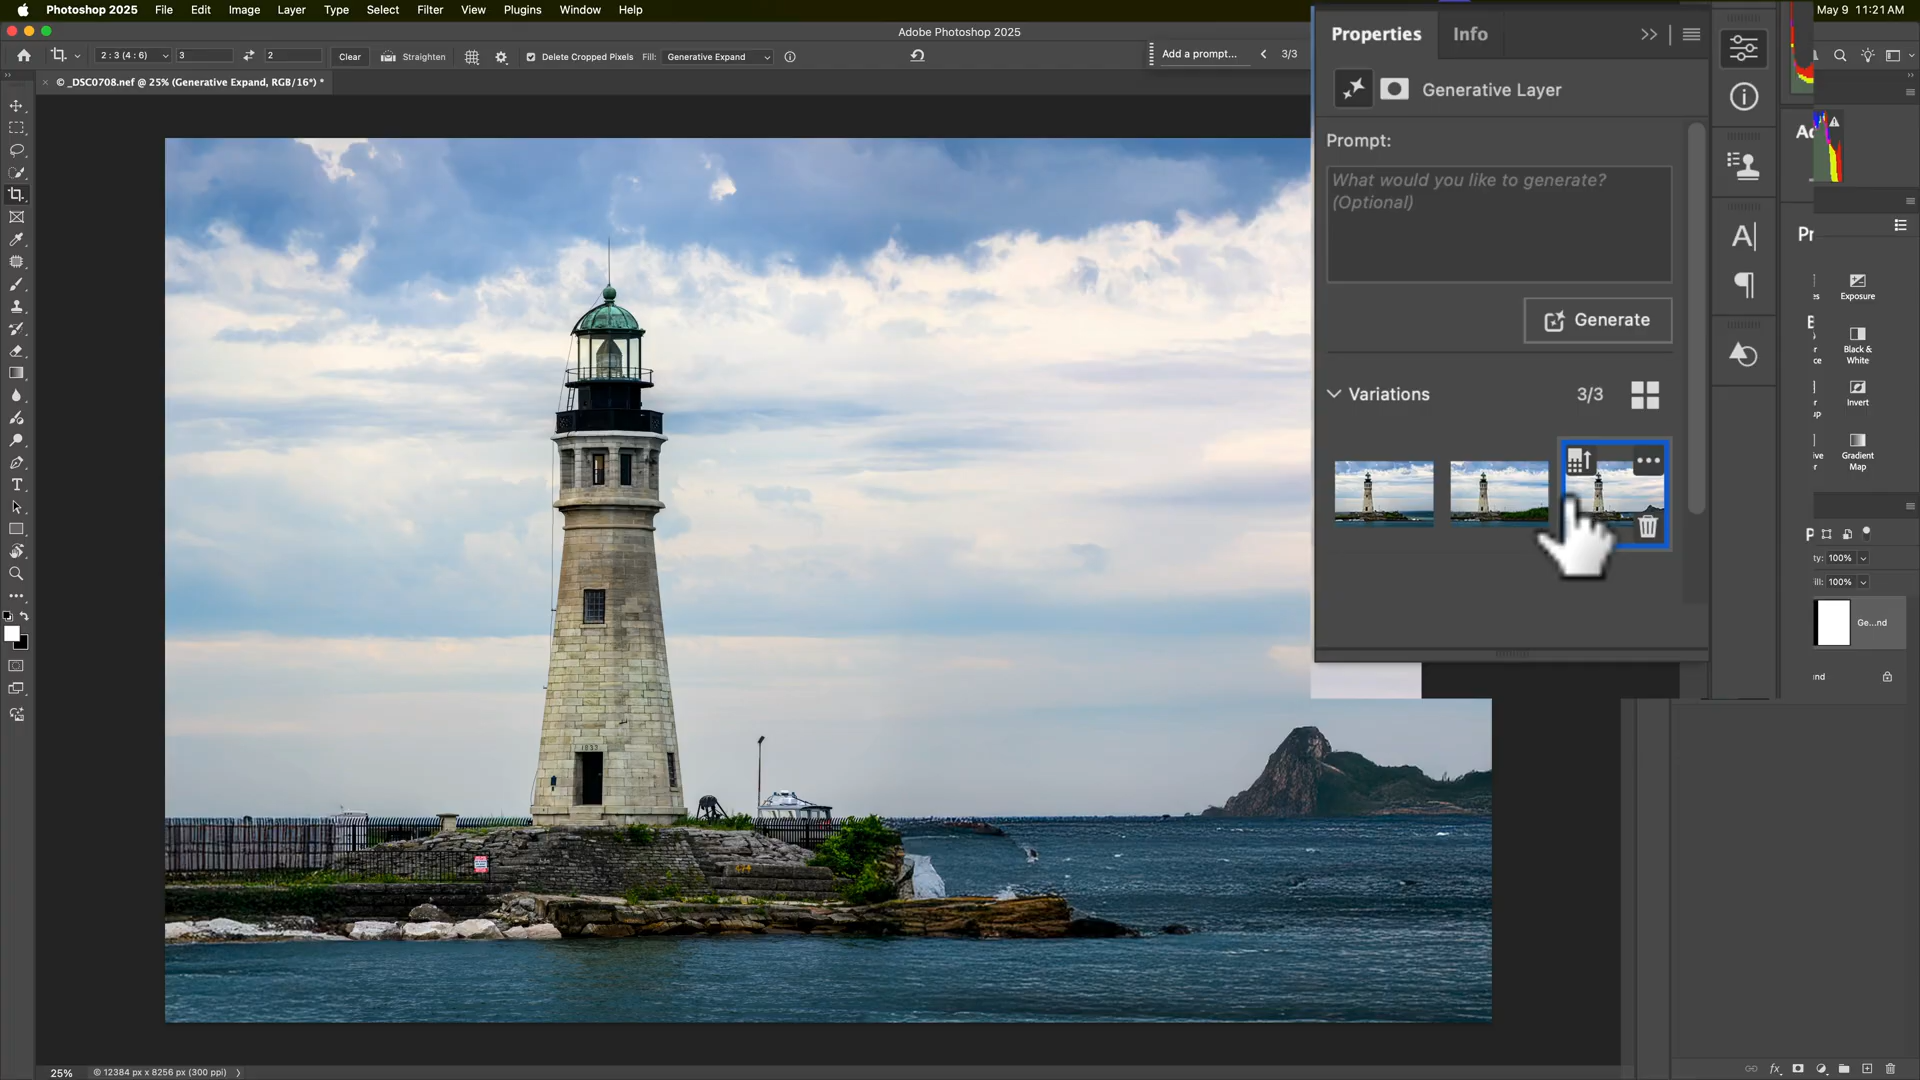 Photoshop 2025 File Edit Image Layer Type Select Filter View Plugins Window Help May 9 11:21 AM
Adobe Photoshop 2025
2 : 3 (4 : 6) 3 2 Clear Straighten Delete Cropped Pixels Fill: Generative Expand Add a prompt... 3/3
© _DSC0708.nef @ 25% (Generative Expand, RGB/16*) *
Properties Info
Generative Layer
Prompt:
What would you like to generate?
(Optional)
Generate
Variations 3/3
Exposure
Black &
White
Invert
Gradient
Map
ty: 100%
ill: 100%
Ge...nd
nd
1833
25% 12384 px x 8256 px (300 ppi)